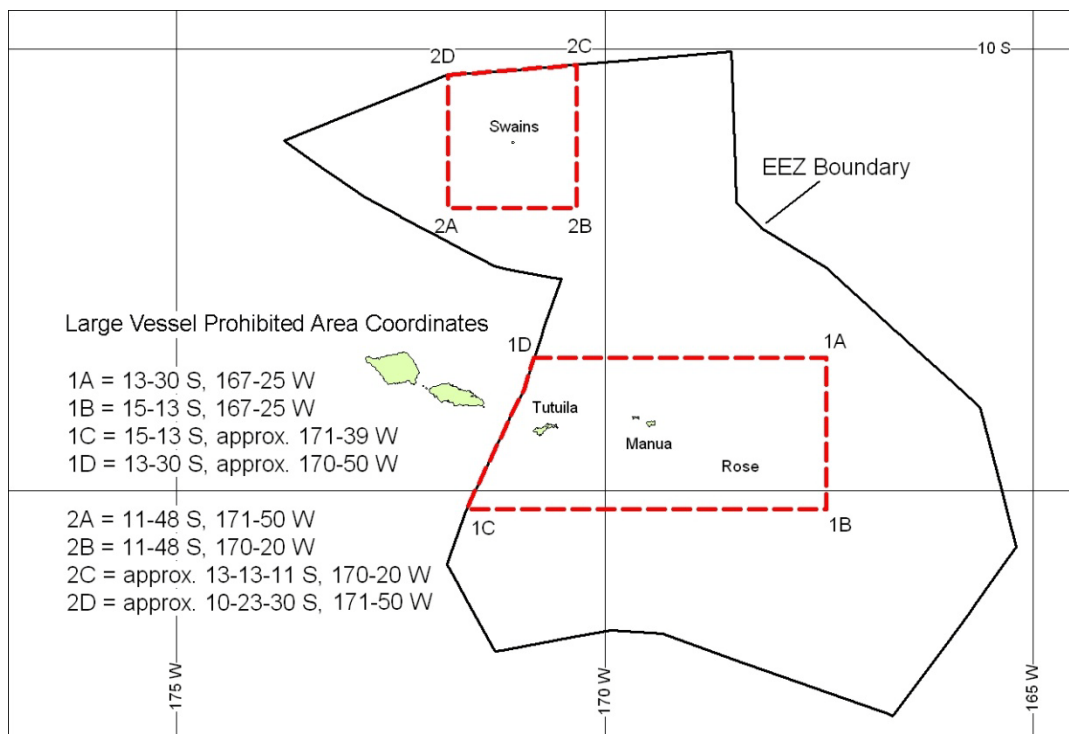 2C
2D
10 S
Swains
EEZ Boundary
2A
2B
Large Vessel Prohibited Area Coordinates
1D
1A
1A = 13-30 S, 167-25 W
1B = 15-13 S, 167-25 W
1C = 15-13 S, approx. 171-39 W
1D = 13-30 S, approx. 170-50 W
Tutuila
Manua
Rose
1C
1B
2A = 11-48 S, 171-50 W
2B = 11-48 S, 170-20 W
2C = approx. 13-13-11 S, 170-20 W
2D = approx. 10-23-30 S, 171-50 W
175 W
170 W
165 W